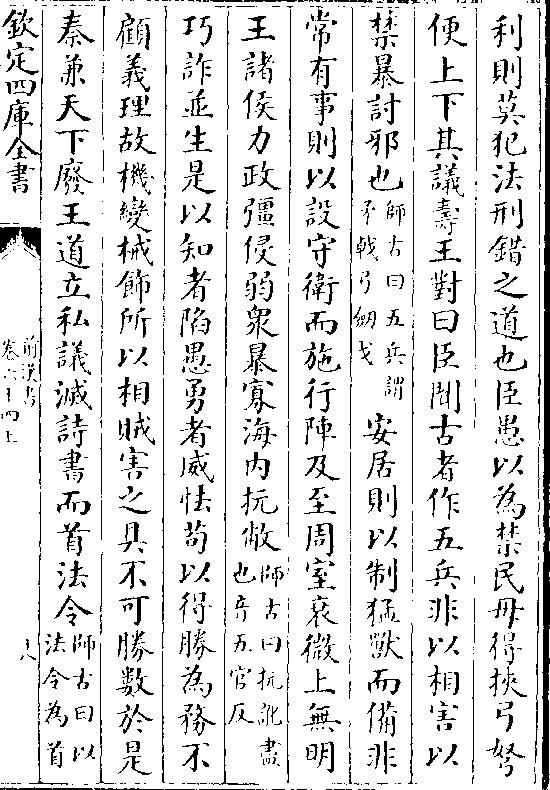 利則莫犯法刑錯之道也臣愚以為禁民毋得挾弓弩
便上下其議壽王對曰臣聞古者作五兵非以相害以
禁暴討邪也師古曰五兵謂矛戟弓劒戈安居則以制猛獸而備非
常有事則以設守衛而施行陣及至周室衰微上無明
王諸侯力政彊侵弱衆暴寡海内抏敝師古曰抏訛盡也音五官反
巧詐並生是以知者陷愚勇者威怯苟以得勝為務不
顧義理故機變械飾所以相賊害之具不可勝數於是
秦兼天下廢王道立私議滅詩書而首法令師古曰以法令為首
欽定四庫全書
前漢書
卷六十四上
十八